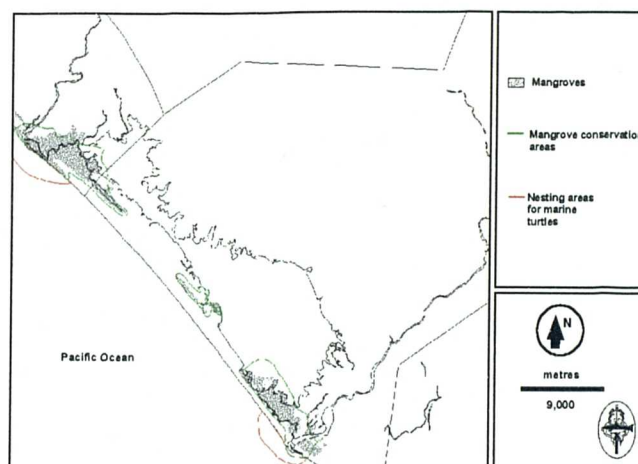 Mangroves
Mangrove conservation
areas
Nesting areas
for marine
turtles
Pacific Ocean
N
metres
9,000